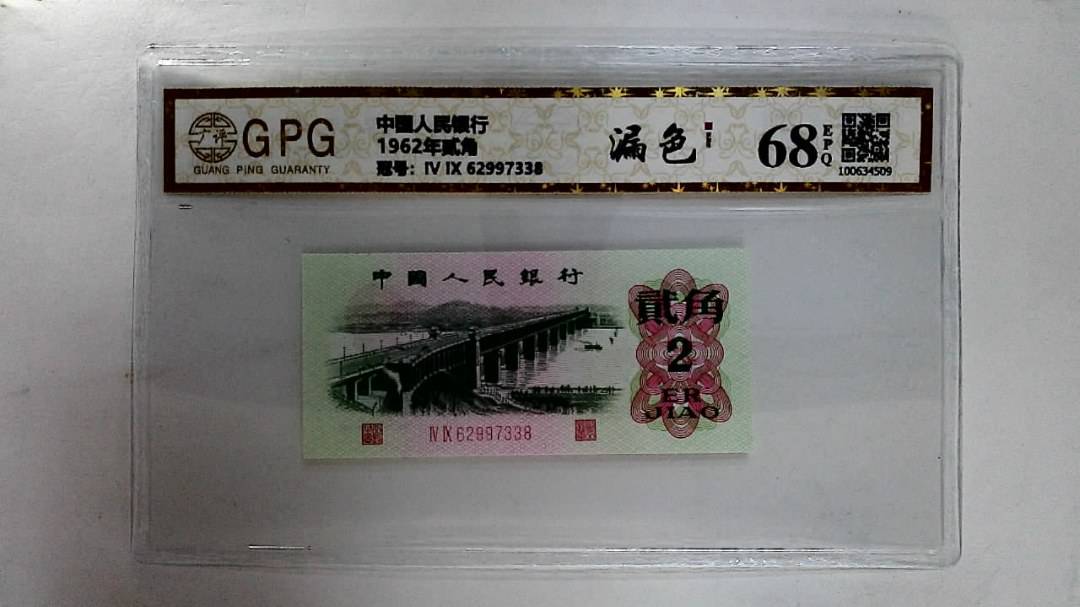 GPG
GUANG PING GUARANTY
中國人民银行
1962年贰角
冠号: IV IX 62997338
漏色
68
EPQ
100634509
中國人民銀行
貳角
2
ER
JIAO
IV IX 62997338